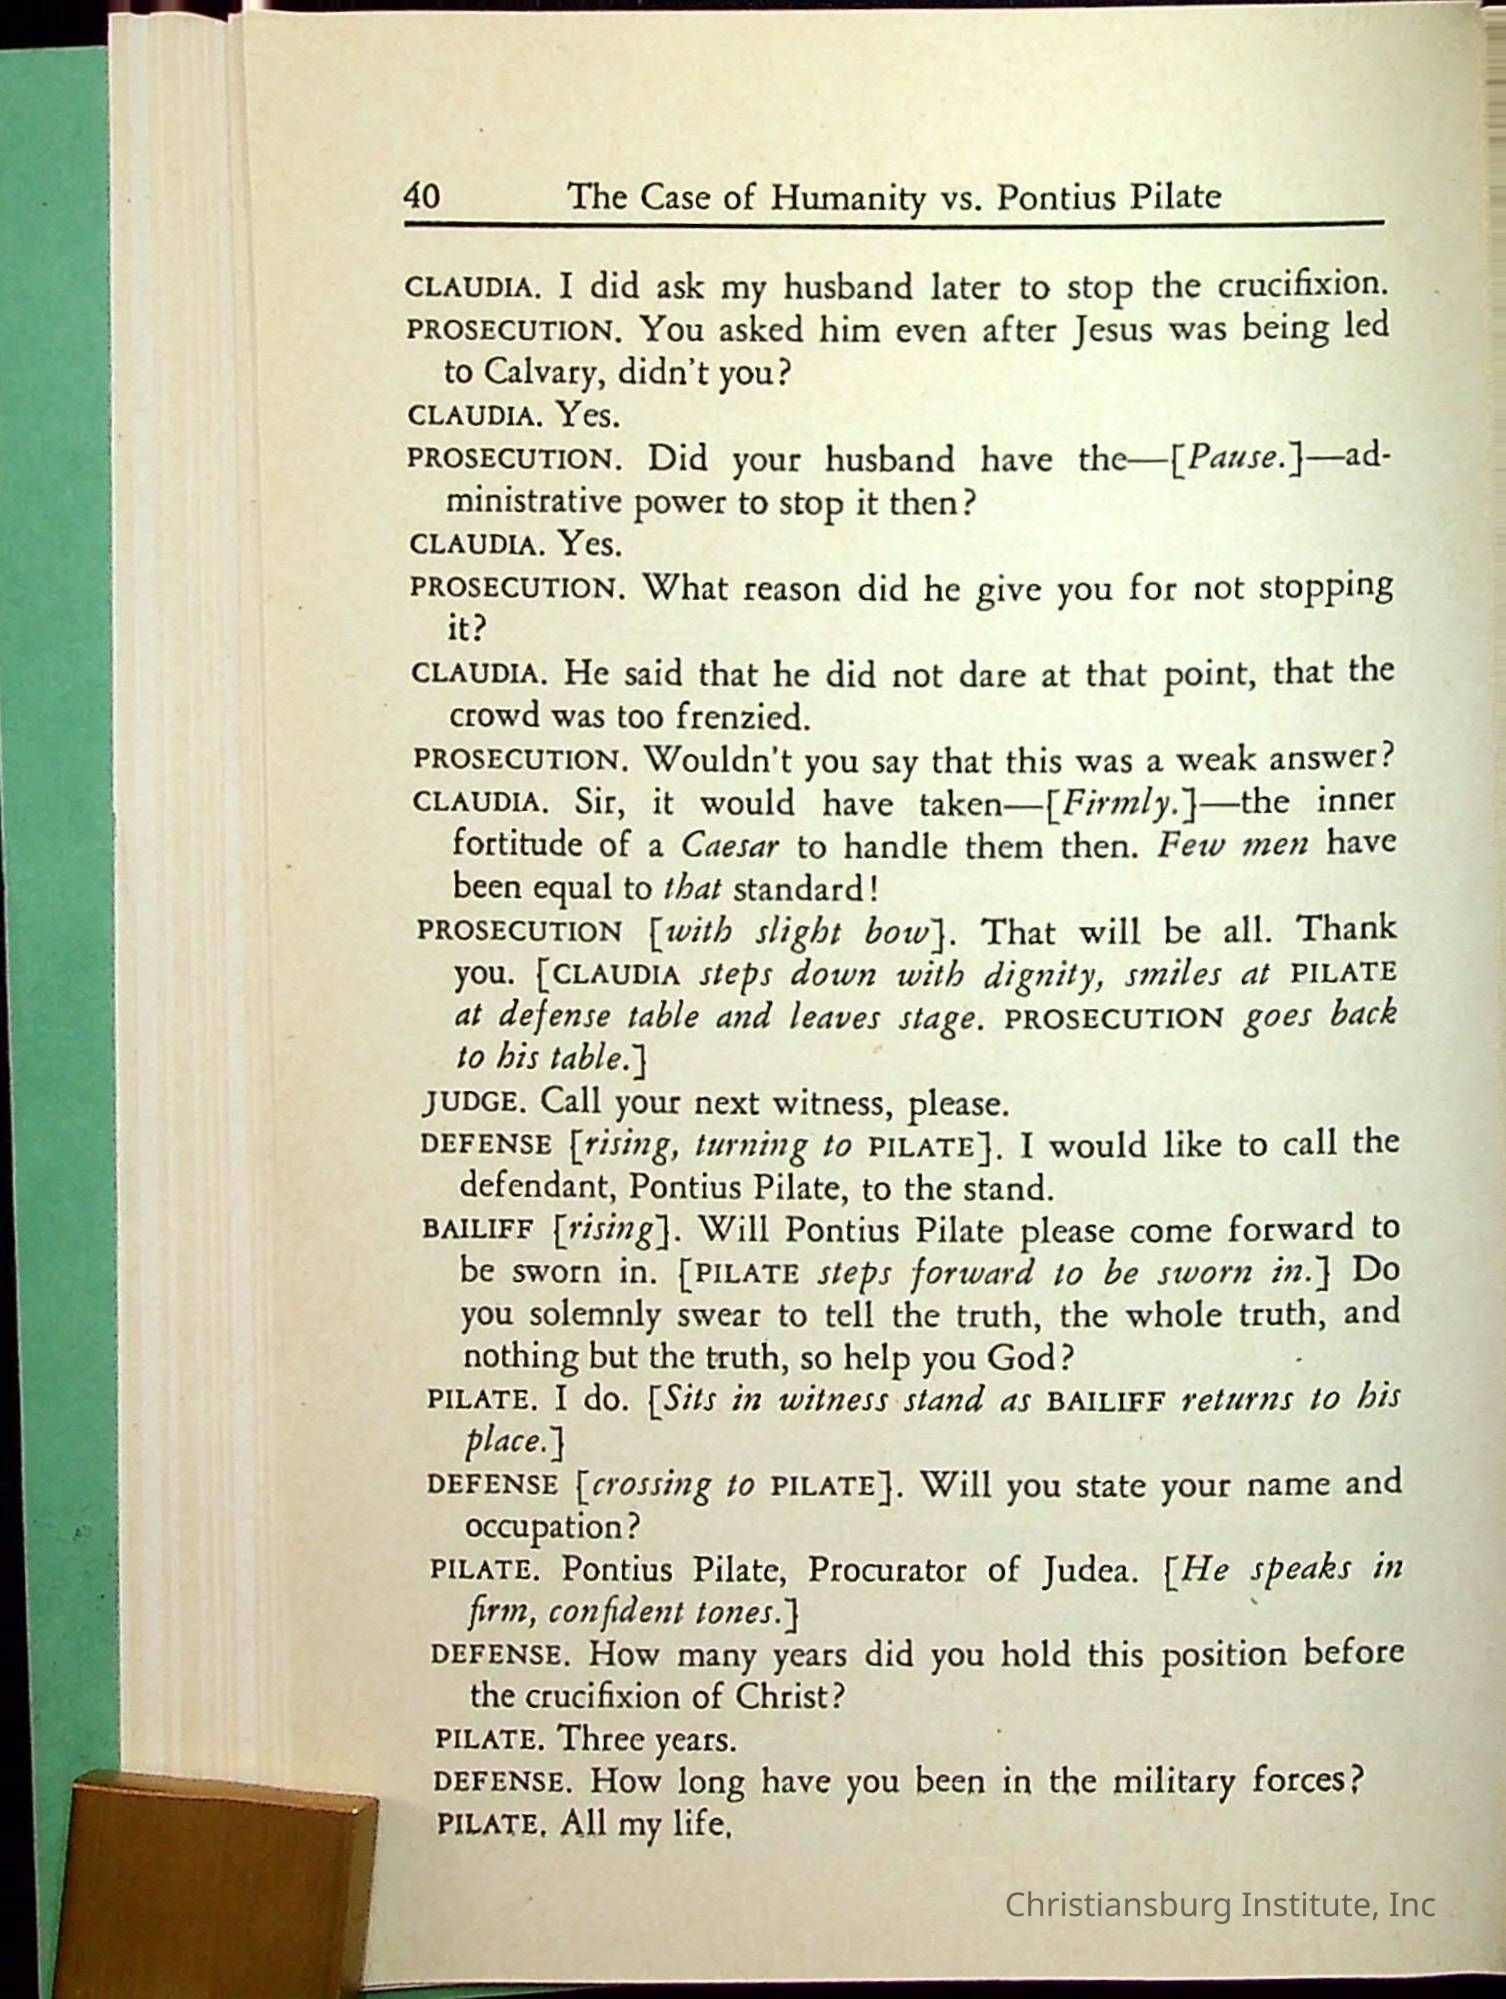 40 The Case of Humanity vs. Pontius Pilate
CLAUDIA. I did ask my husband later to stop the crucifixion.
PROSECUTION. You asked him even after Jesus was being led
to Calvary, didn't you?
CLAUDIA. Yes.
PROSECUTION. Did your husband have the—[Pause.]—ad-
ministrative power to stop it then?
CLAUDIA. Yes.
PROSECUTION. What reason did he give you for not stopping
it?
CLAUDIA. He said that he did not dare at that point, that the
crowd was too frenzied.
PROSECUTION. Wouldn't you say that this was a weak answer?
CLAUDIA. Sir, it would have taken—[Firmly.]—the inner
fortitude of a Caesar to handle them then. Few men have
been equal to that standard!
PROSECUTION [with slight bow]. That will be all. Thank
you. [CLAUDIA steps down with dignity, smiles at PILATE
at defense table and leaves stage. PROSECUTION goes back
to his table.]
JUDGE. Call your next witness, please.
DEFENSE [rising, turning to PILATE]. I would like to call the
defendant, Pontius Pilate, to the stand.
BAILIFF [rising]. Will Pontius Pilate please come forward to
be sworn in. [PILATE steps forward to be sworn in.] Do
you solemnly swear to tell the truth, the whole truth, and
nothing but the truth, so help you God?
PILATE. I do. [Sits in witness stand as BAILIFF returns to his
place.]
DEFENSE [crossing to PILATE]. Will you state your name and
occupation?
PILATE. Pontius Pilate, Procurator of Judea. [He speaks in
firm, confident tones.]
DEFENSE. How many years did you hold this position before
the crucifixion of Christ?
PILATE. Three years.
DEFENSE. How long have you been in the military forces?
PILATE. All my life.
Christiansburg Institute, Inc